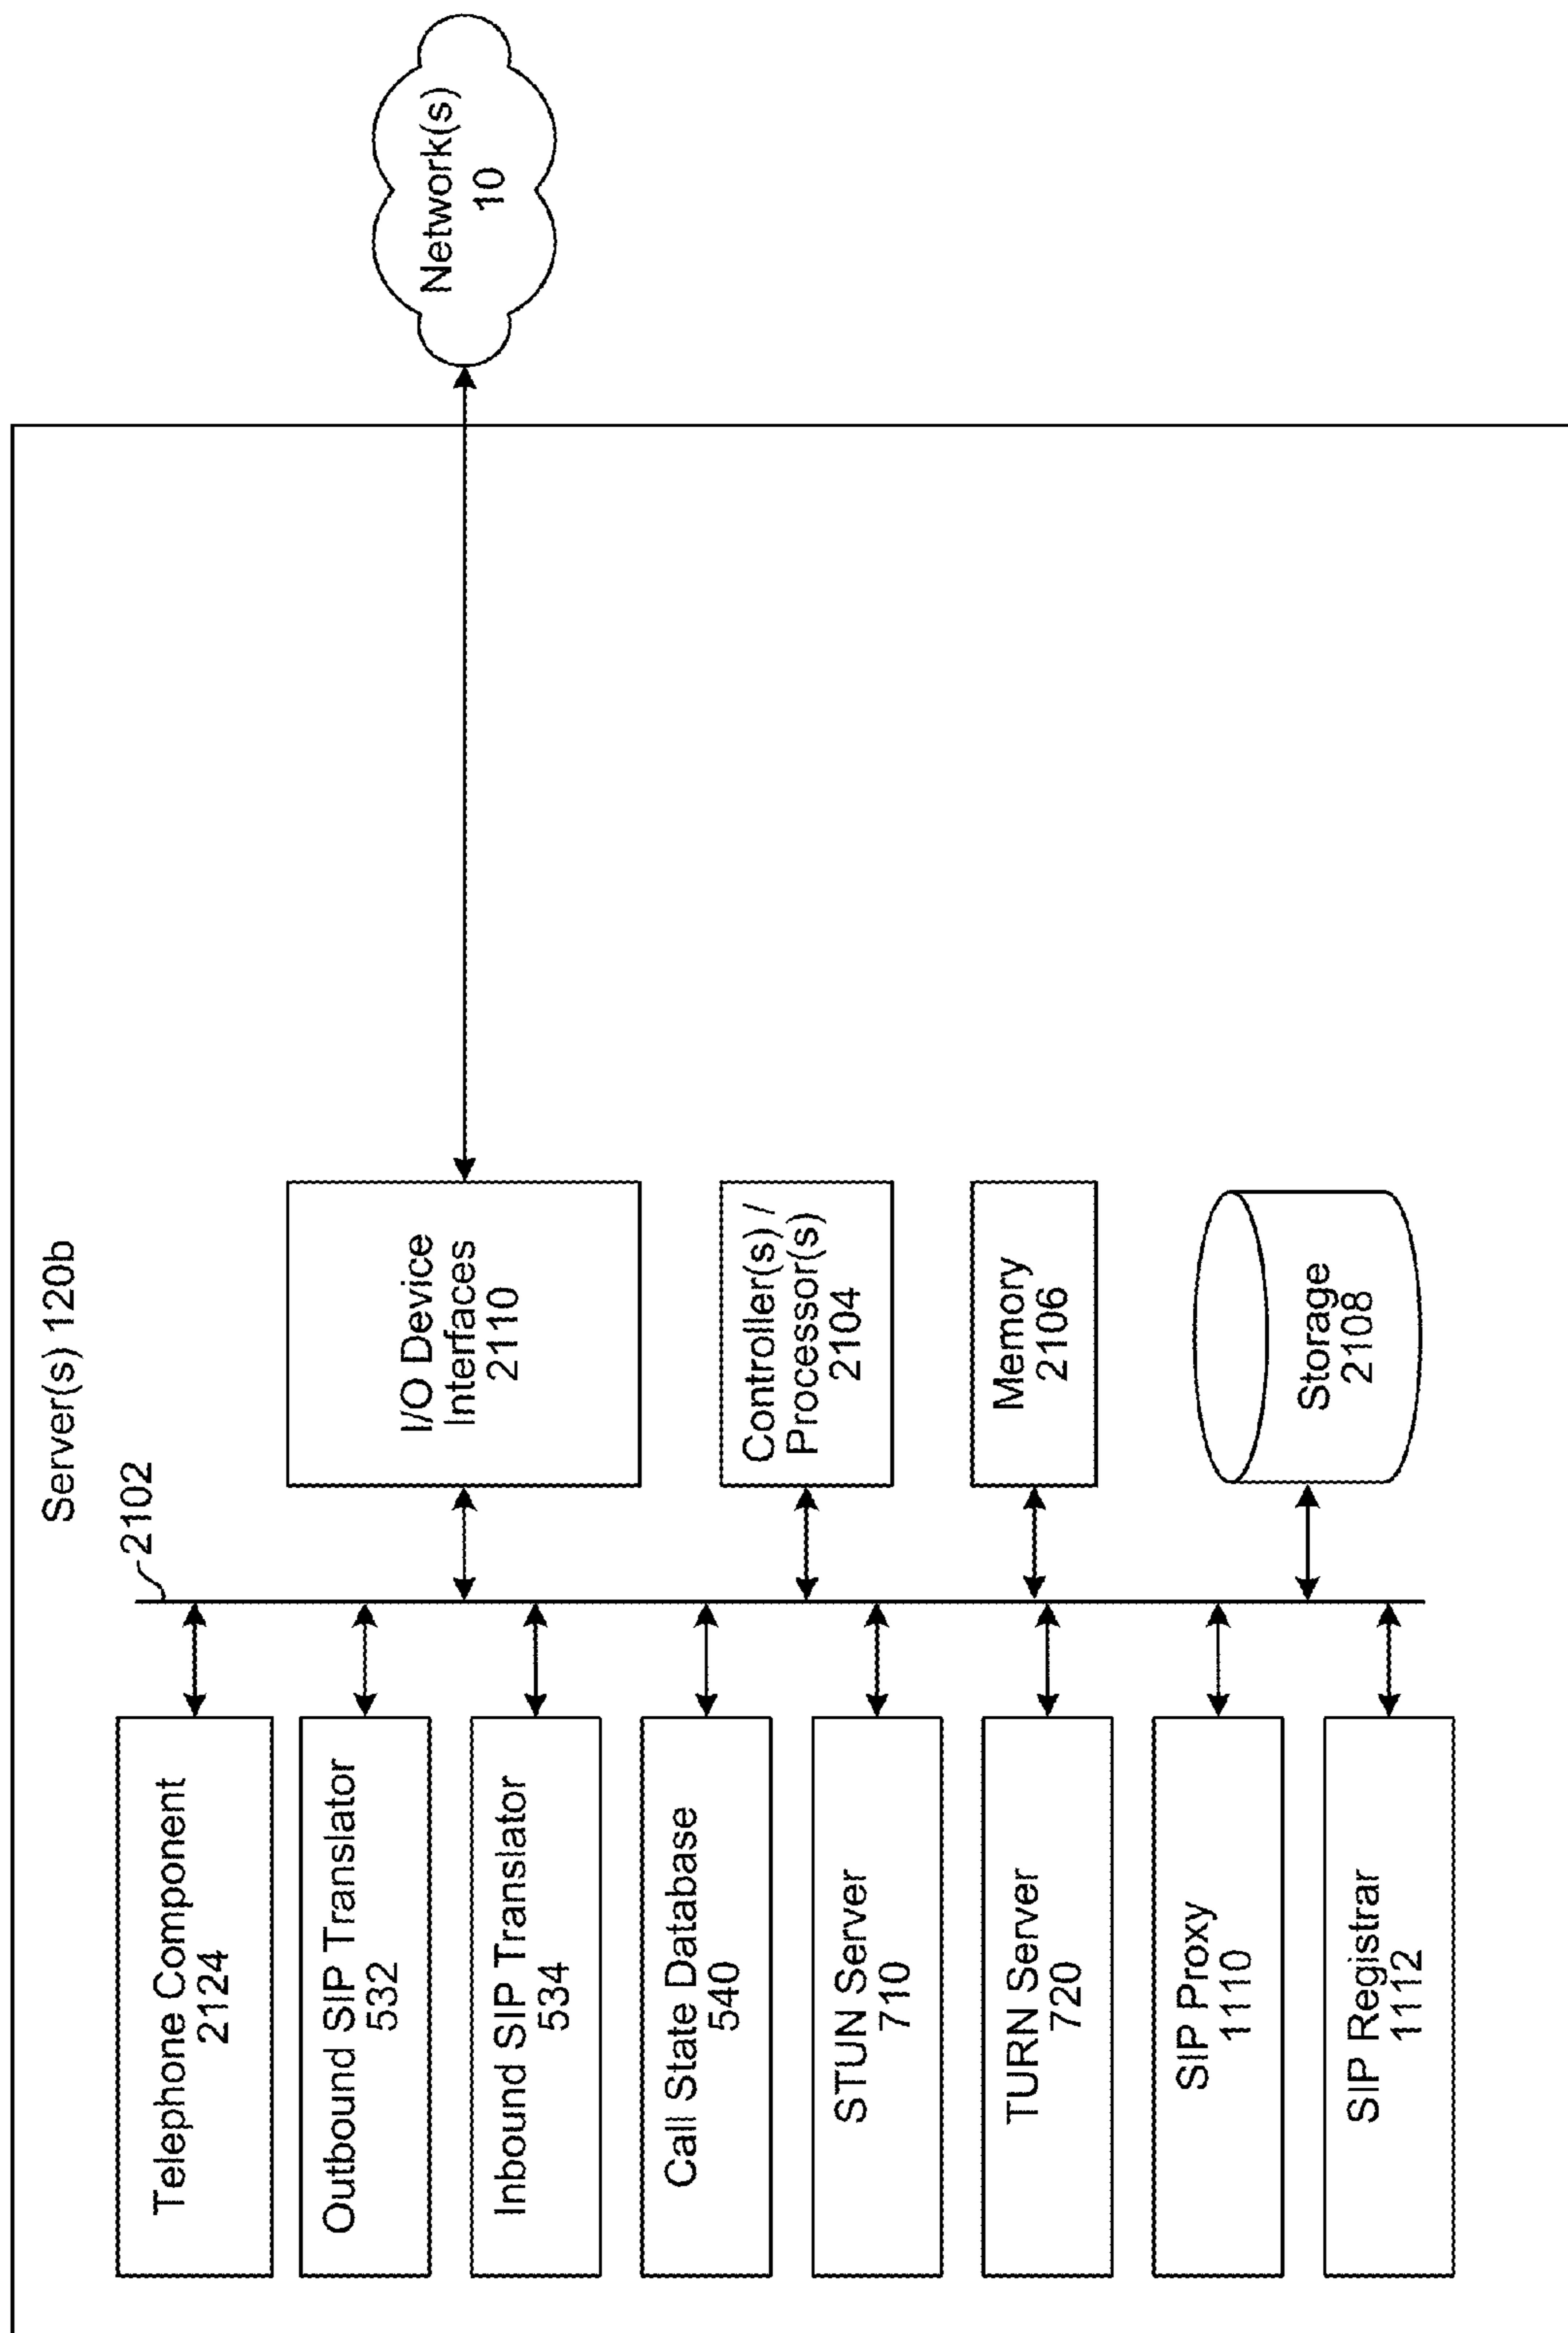 Server(s) 120b
2102
Telephone Component
2124
Outbound SIP Translator
532
Inbound SIP Translator
534
Call State Database
540
STUN Server
710
TURN Server
720
SIP Proxy
1110
SIP Registrar
1112
I/O Device
Interfaces
2110
Controller(s) /
Processor(s)
2104
Memory
2106
Storage
2108
Network(s)
10